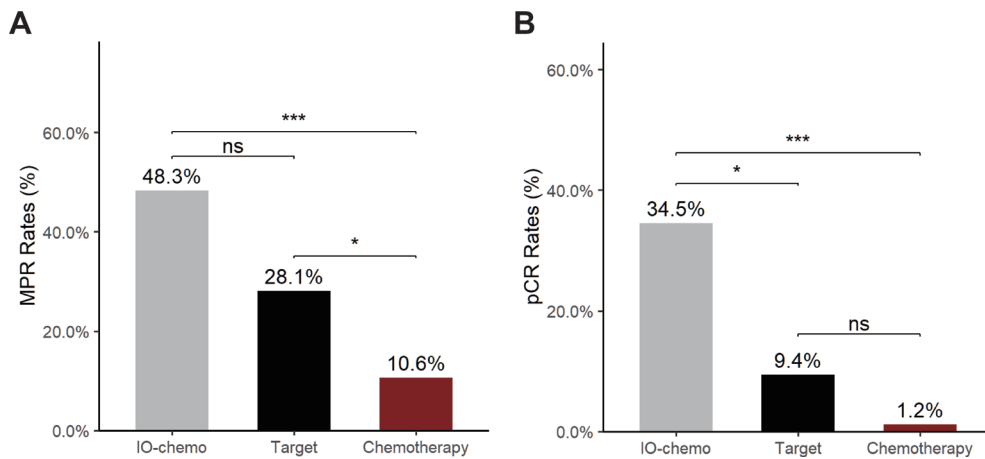 A
MPR Rates (%)
60.0%
40.0%
20.0%
0.0%
***
ns
48.3%
*
28.1%
10.6%
IO-chemo Target Chemotherapy
B
pCR Rates (%)
60.0%
40.0%
20.0%
0.0%
***
*
34.5%
ns
9.4%
1.2%
IO-chemo Target Chemotherapy